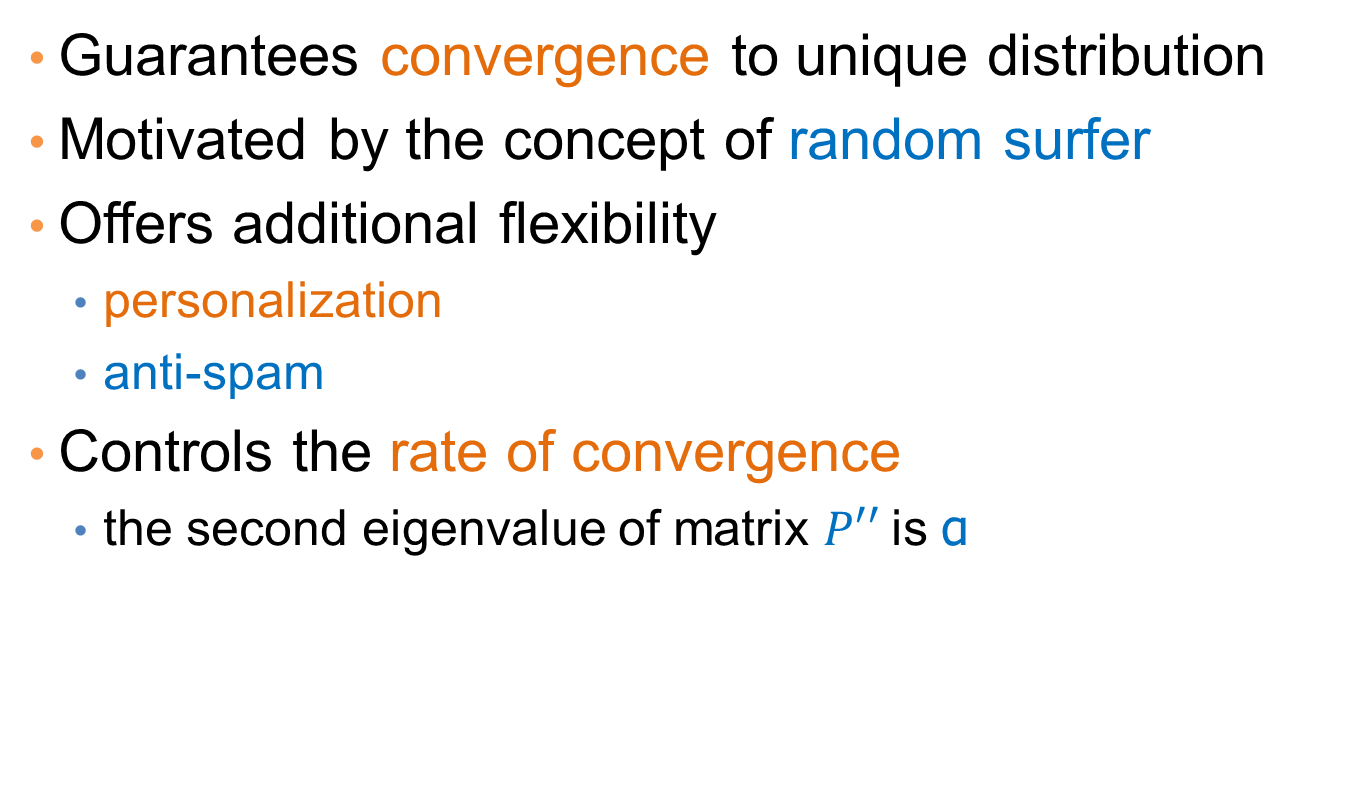 • Guarantees convergence to unique distribution
• Motivated by the concept of random surfer
• Offers additional flexibility
• personalization
• anti-spam
• Controls the rate of convergence
• the second eigenvalue of matrix P′′ is ɑ